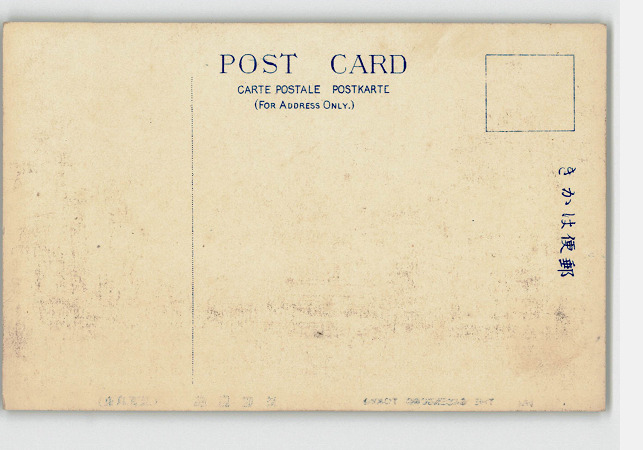 POST CARD
CARTE POSTALE POSTKARTE
(FOR ADDRESS ONLY.)
きかは便郵